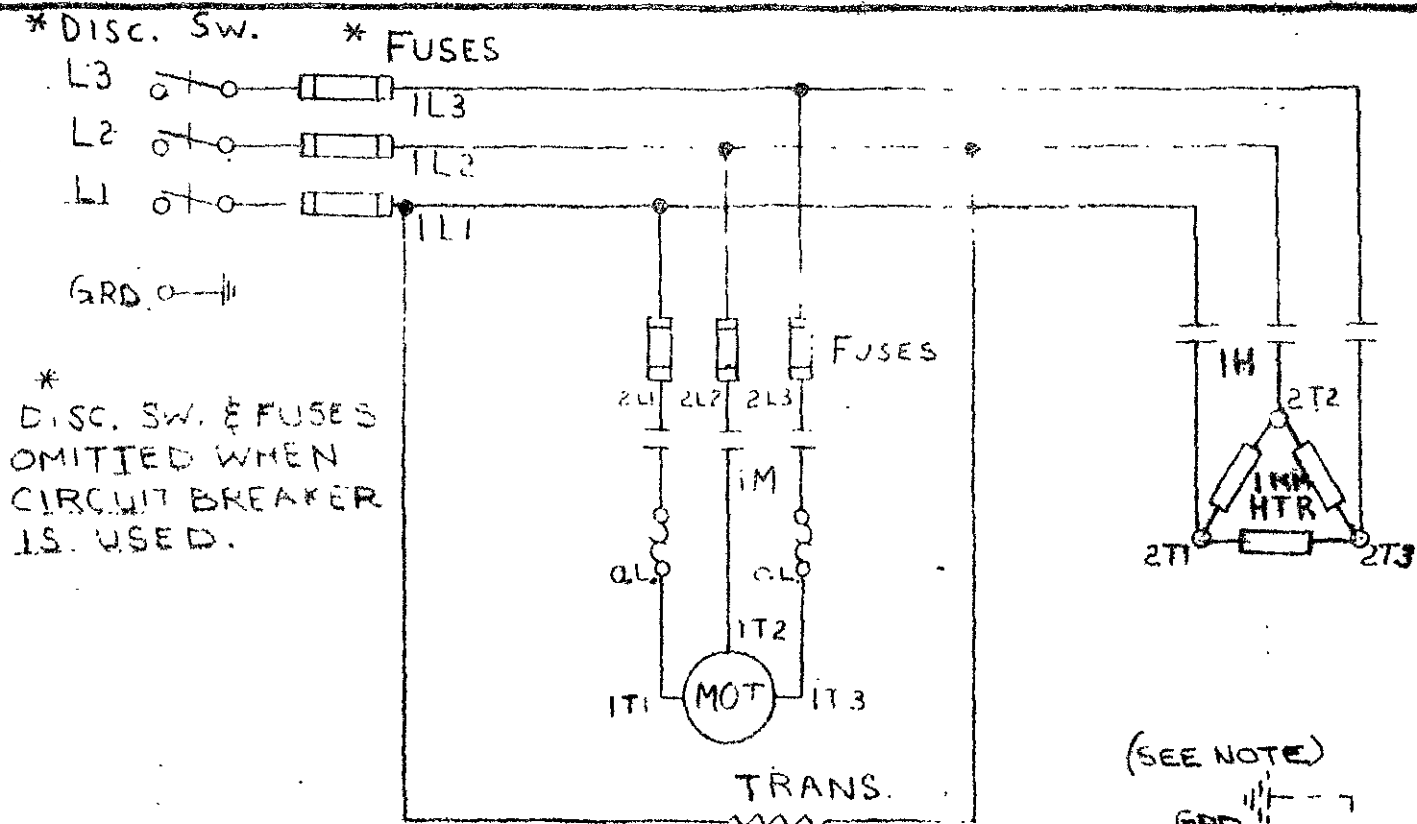 * DISC. SW.
* FUSES
L3
1L3
L2
1L2
L1
1L1
GRD.
FUSES
*
DISC. SW. & FUSES
OMITTED WHEN
CIRCUIT BREAKER
IS USED.
2L1 2L2 2L3
1M
O.L. O.L.
1T2
1T1 MOT 1T3
1H
2T2
HTR
2T1 2T3
TRANS.
(SEE NOTE)
GRD